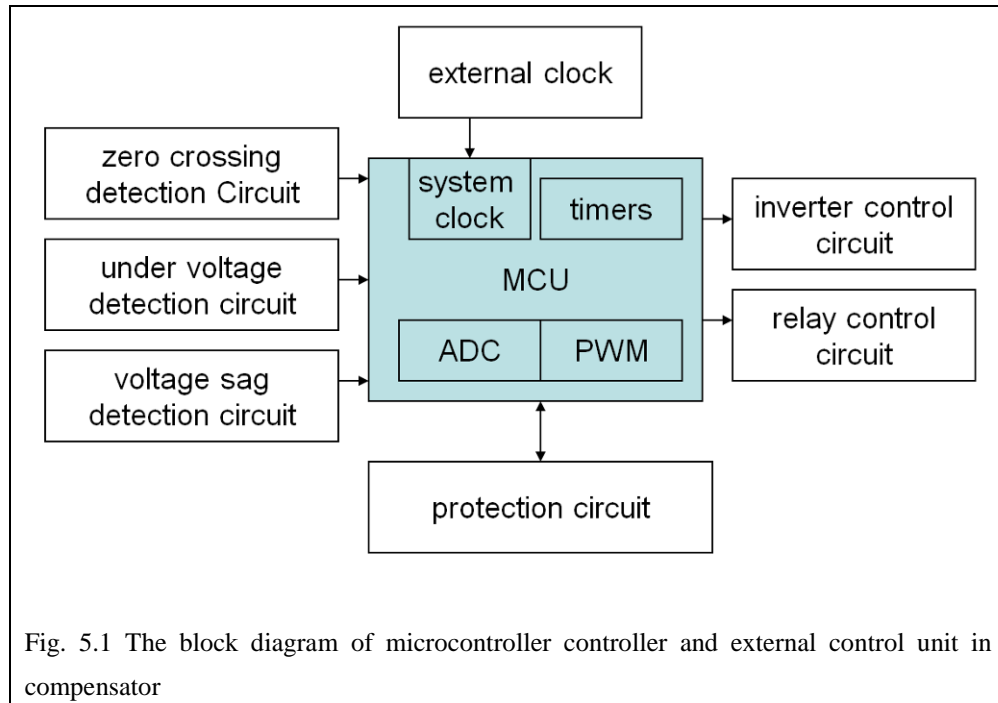 external clock
zero crossing
detection Circuit
under voltage
detection circuit
voltage sag
detection circuit
system
clock
timers
MCU
ADC
PWM
inverter control
circuit
relay control
circuit
protection circuit
Fig. 5.1 The block diagram of microcontroller controller and external control unit in
compensator